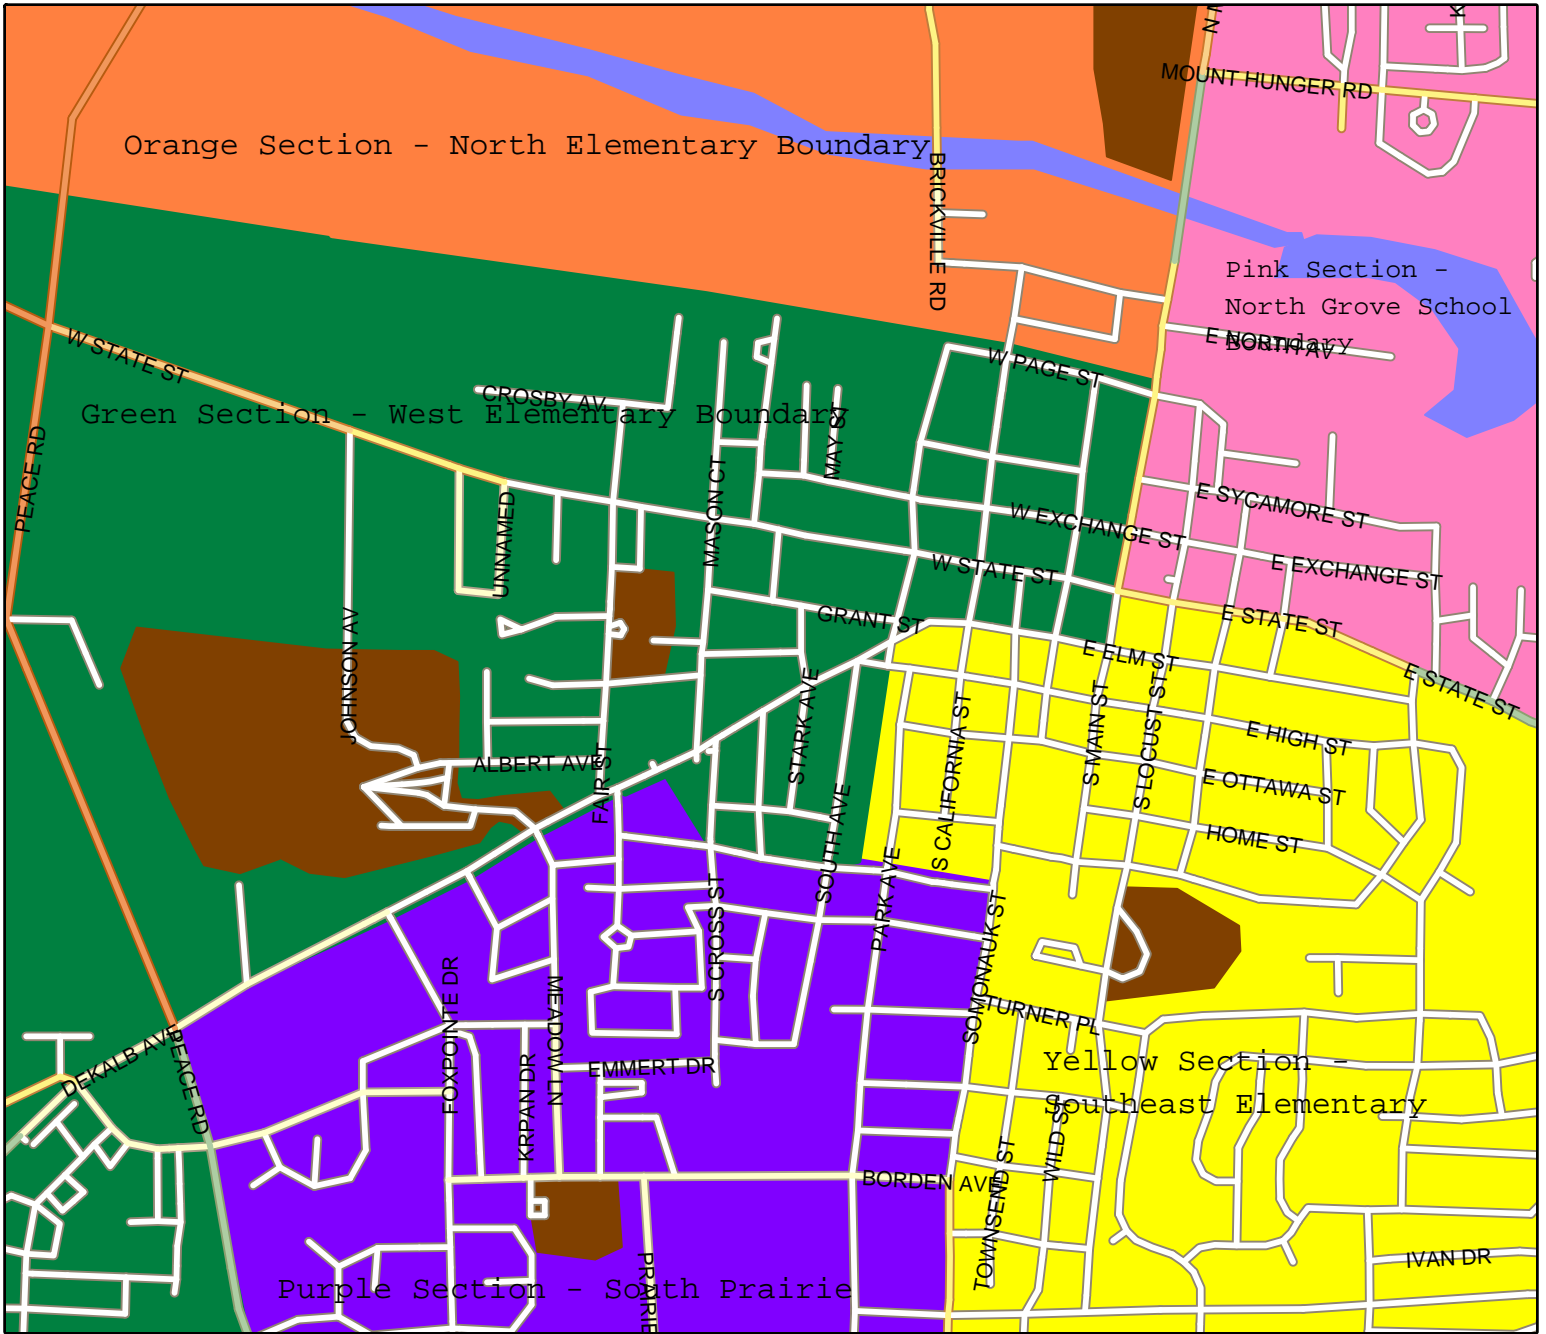 N
K
MOUNT HUNGER RD
Orange Section - North Elementary Boundary
BRICKVILLE RD
Pink Section -
North Grove School
Boundary
E NORTH AV
W STATE ST
W PAGE ST
CROSBY AV
Green Section - West Elementary Boundary
MAY ST
PEACE RD
MASON CT
UNNAMED
E SYCAMORE ST
W EXCHANGE ST
E EXCHANGE ST
W STATE ST
GRANT ST
E STATE ST
JOHNSON AV
E ELM ST
E STATE ST
STARK AVE
S CALIFORNIA ST
S MAIN ST
S LOCUST ST
E HIGH ST
ALBERT AVE
FAIR ST
E OTTAWA ST
SOUTH AVE
HOME ST
PARK AVE
S CROSS ST
SOMONAUK ST
FOXPOINTE DR
MEADOW LN
TURNER PL
DEKALB AV
PEACE RD
KRPAN DR
EMMERT DR
Yellow Section -
Southeast Elementary
WILD ST
TOWNSEND ST
BORDEN AVE
IVAN DR
PRAIRIE
Purple Section - South Prairie